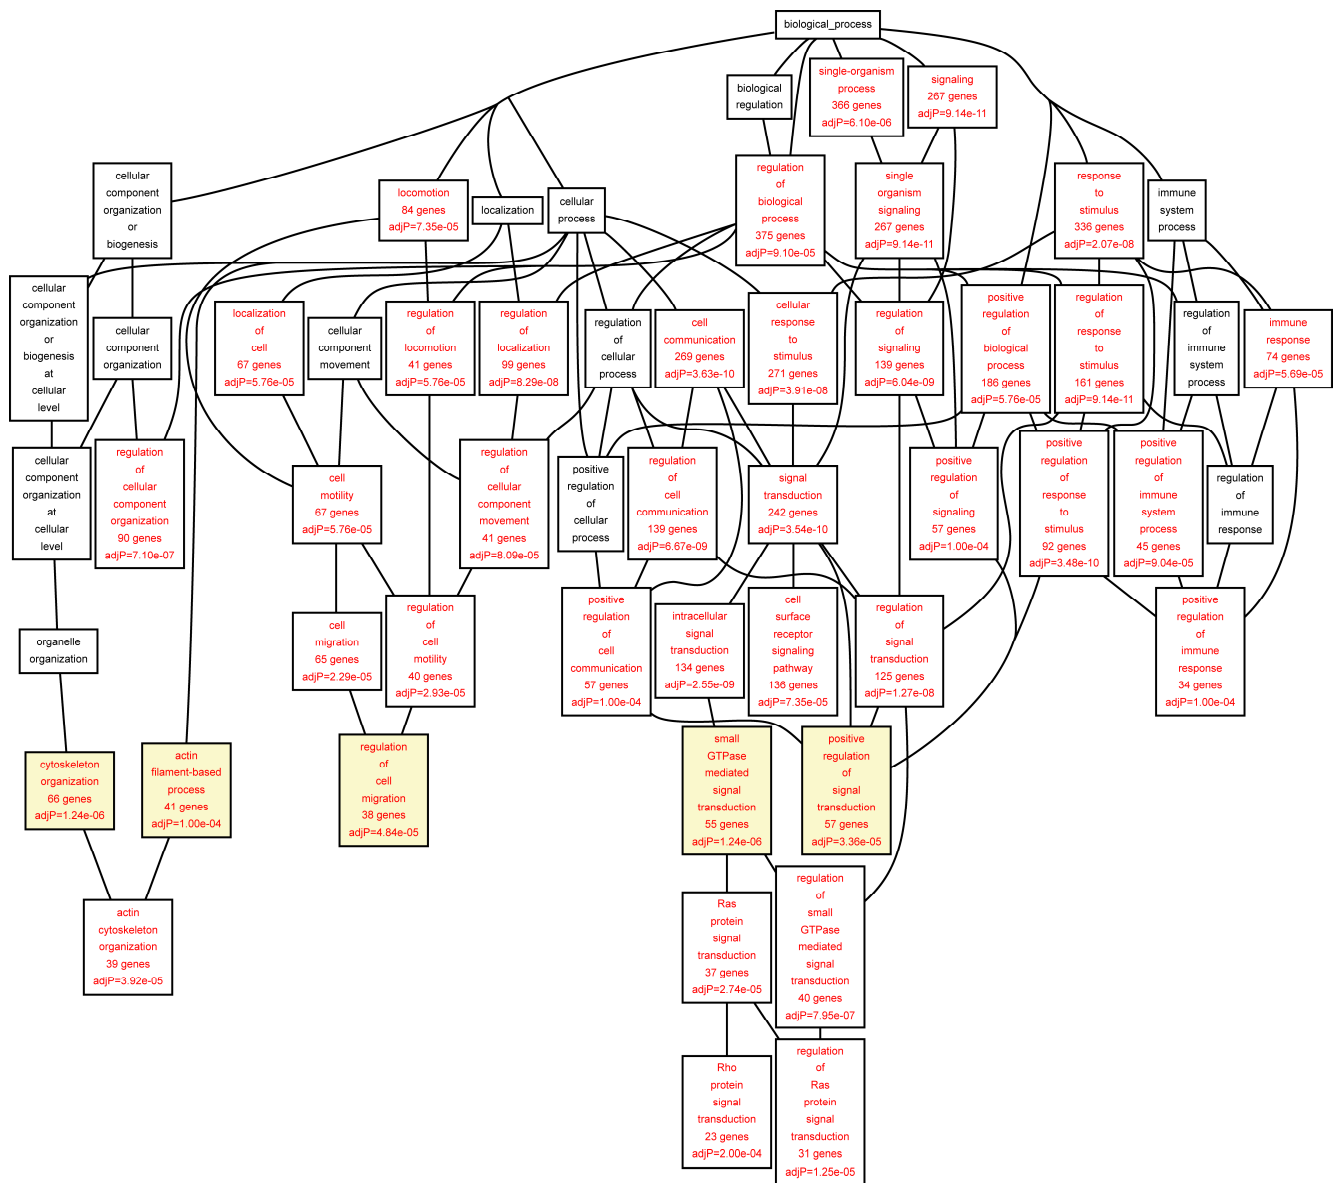 biological_process
biological
regulation
single-organism
process
366 genes
adjP=6.10e-06
signaling
267 genes
adjP=9.14e-11
cellular
component
organization
or
biogenesis
locomotion
84 genes
adjP=7.35e-05
localization
cellular
process
regulation
of
biological
process
375 genes
adjP=9.10e-05
single
organism
signaling
267 genes
adjP=9.14e-11
response
to
stimulus
336 genes
adjP=2.07e-08
immune
system
process
cellular
component
organization
or
biogenesis
at
cellular
level
cellular
component
organization
localization
of
cell
67 genes
adjP=5.76e-05
cellular
component
movement
regulation
of
locomotion
41 genes
adjP=5.76e-05
regulation
of
localization
99 genes
adjP=8.29e-08
regulation
of
cellular
process
cell
communication
269 genes
adjP=3.63e-10
cellular
response
to
stimulus
271 genes
adjP=3.91e-08
regulation
of
signaling
139 genes
adjP=6.04e-09
positive
regulation
of
biological
process
186 genes
adjP=5.76e-05
regulation
of
response
to
stimulus
161 genes
adjP=9.14e-11
regulation
of
immune
system
process
immune
response
74 genes
adjP=5.69e-05
cellular
component
organization
at
cellular
level
regulation
of
cellular
component
organization
90 genes
adjP=7.10e-07
cell
motility
67 genes
adjP=5.76e-05
regulation
of
cellular
component
movement
41 genes
adjP=8.09e-05
positive
regulation
of
cellular
process
regulation
of
cell
communication
139 genes
adjP=6.67e-09
signal
transduction
242 genes
adjP=3.54e-10
positive
regulation
of
signaling
57 genes
adjP=1.00e-04
positive
regulation
of
response
to
stimulus
92 genes
adjP=3.48e-10
positive
regulation
of
immune
system
process
45 genes
adjP=9.04e-05
regulation
of
immune
response
organelle
organization
cell
migration
65 genes
adjP=2.29e-05
regulation
of
cell
motility
40 genes
adjP=2.93e-05
positive
regulation
of
cell
communication
57 genes
adjP=1.00e-04
intracellular
signal
transduction
134 genes
adjP=2.55e-09
cell
surface
receptor
signaling
pathway
136 genes
adjP=7.35e-05
regulation
of
signal
transduction
125 genes
adjP=1.27e-08
positive
regulation
of
immune
response
34 genes
adjP=1.00e-04
cytoskeleton
organization
66 genes
adjP=1.24e-06
actin
filament-based
process
41 genes
adjP=1.00e-04
regulation
of
cell
migration
38 genes
adjP=4.84e-05
small
GTPase
mediated
signal
transduction
55 genes
adjP=1.24e-06
positive
regulation
of
signal
transduction
57 genes
adjP=3.36e-05
actin
cytoskeleton
organization
39 genes
adjP=3.92e-05
Ras
protein
signal
transduction
37 genes
adjP=2.74e-05
regulation
of
small
GTPase
mediated
signal
transduction
40 genes
adjP=7.95e-07
Rho
protein
signal
transduction
23 genes
adjP=2.00e-04
regulation
of
Ras
protein
signal
transduction
31 genes
adjP=1.25e-05